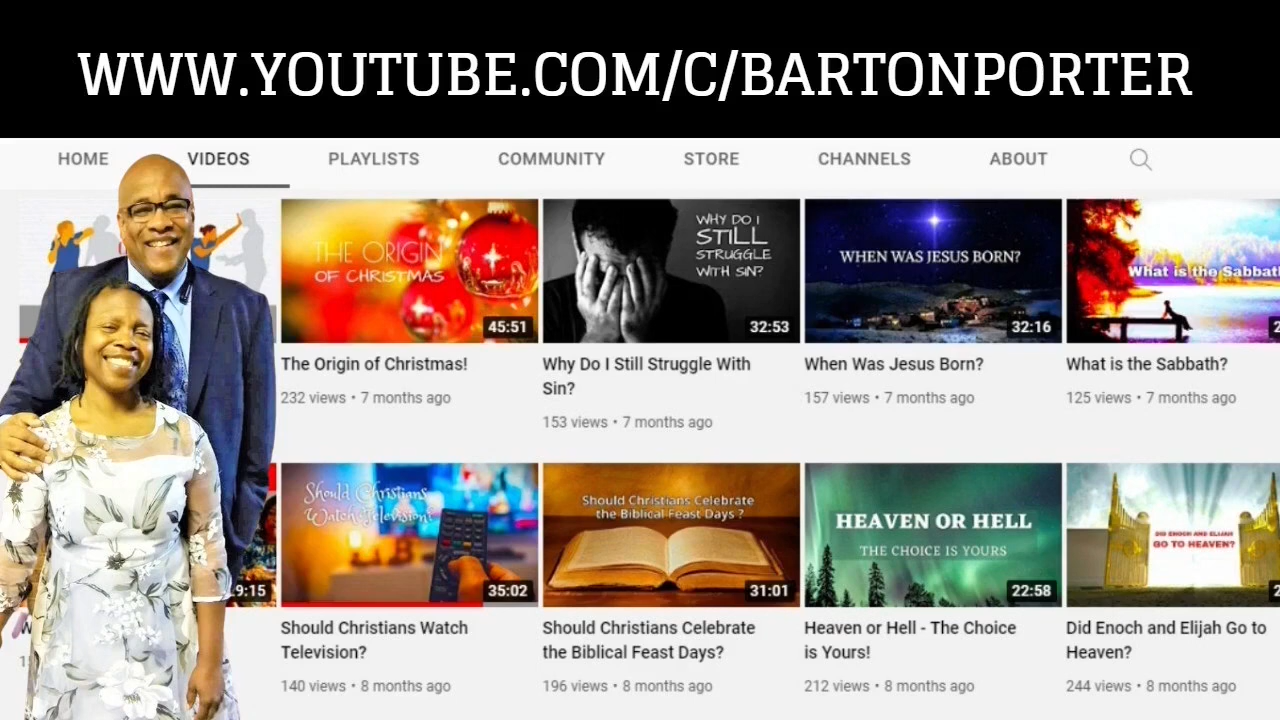 WWW.YOUTUBE.COM/C/BARTONPORTER
HOME VIDEOS PLAYLISTS COMMUNITY STORE CHANNELS ABOUT
THE ORIGIN
OF CHRISTMAS
45:51
WHY DO I
STILL
STRUGGLE
WITH SIN?
32:53
WHEN WAS JESUS BORN?
32:16
What is the Sabbath
2
The Origin of Christmas!
232 views • 7 months ago
Why Do I Still Struggle With
Sin?
153 views • 7 months ago
When Was Jesus Born?
157 views • 7 months ago
What is the Sabbath?
125 views • 7 months ago
9:15
Should Christians
Watch Television?
35:02
Should Christians Celebrate
the Biblical Feast Days ?
31:01
HEAVEN OR HELL
THE CHOICE IS YOURS
22:58
DID ENOCH AND ELIJAH
GO TO HEAVEN?
2
Should Christians Watch
Television?
140 views • 8 months ago
Should Christians Celebrate
the Biblical Feast Days?
196 views • 8 months ago
Heaven or Hell - The Choice
is Yours!
212 views • 8 months ago
Did Enoch and Elijah Go to
Heaven?
244 views • 8 months ago